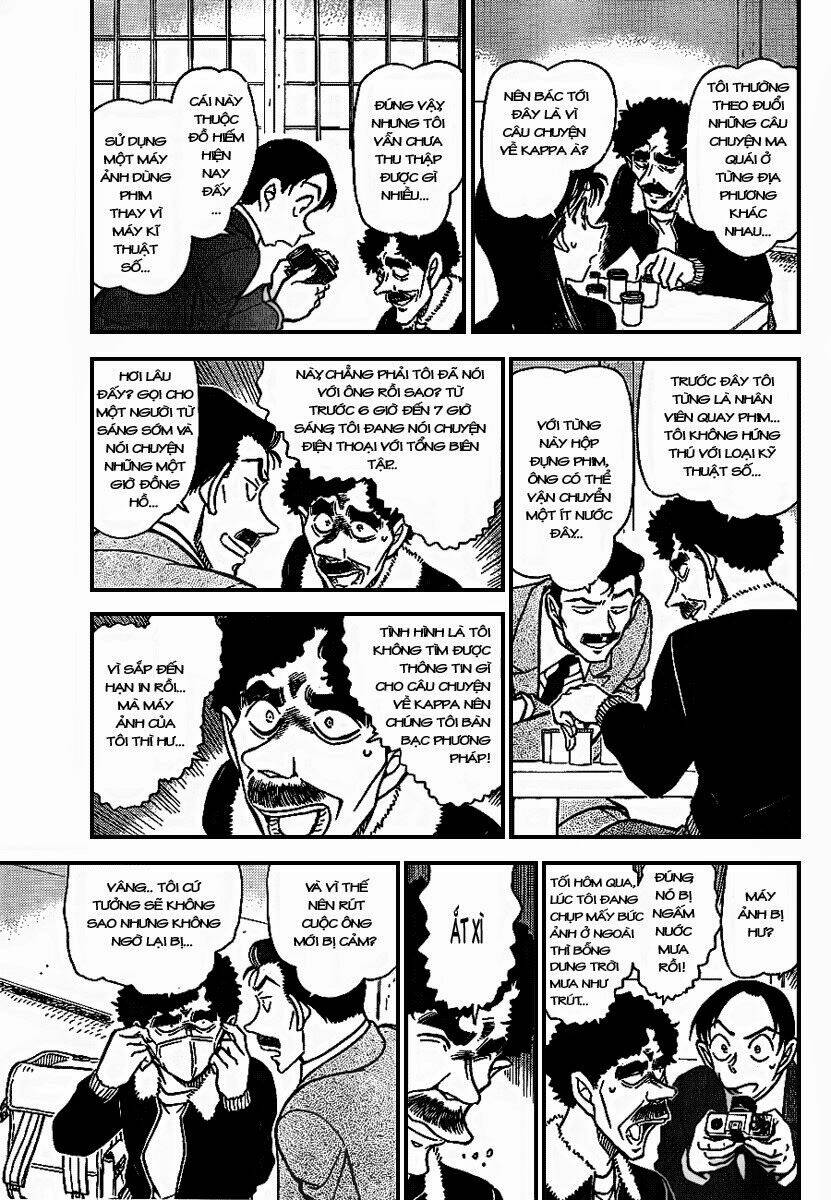 TÔI THƯỜNG
THEO ĐUỔI
NHỮNG CÂU
CHUYỆN MA
QUÁI Ở
TỪNG ĐỊA
PHƯƠNG
KHÁC
NHAU...
NÊN BÁC TỚI
ĐÂY LÀ VÌ
CÂU CHUYỆN
VỀ KAPPA À?
ĐÚNG VẬY,
NHƯNG TÔI
VẪN CHƯA
THU THẬP
ĐƯỢC GÌ
NHIỀU...
CÁI NÀY
THUỘC
ĐỒ HIẾM
HIỆN
NAY
ĐẤY
...
SỬ DỤNG
MỘT MÁY
ẢNH DÙNG
PHIM
THAY VÌ
MÁY KĨ
THUẬT
SỐ...
TRƯỚC ĐÂY TÔI
TỪNG LÀ NHÂN
VIÊN QUAY PHIM...
TÔI KHÔNG HỨNG
THÚ VỚI LOẠI KỸ
THUẬT SỐ...
VỚI TỪNG
NÀY HỘP
ĐỰNG PHIM,
ÔNG CÓ THỂ
VẬN CHUYỂN
MỘT ÍT NƯỚC
ĐÂY...
NÀY, CHẲNG PHẢI TÔI ĐÃ NÓI
VỚI ÔNG RỒI SAO? TỪ
TRƯỚC 6 GIỜ ĐẾN 7 GIỜ
SÁNG TÔI ĐANG NÓI CHUYỆN
ĐIỆN THOẠI VỚI TỔNG BIÊN
TẬP..
HƠI LÂU
ĐẤY? GỌI CHO
MỘT NGƯỜI TỪ
SÁNG SỚM VÀ
NÓI CHUYỆN
NHỮNG MỘT
GIỜ ĐỒNG
HỒ...
TÌNH HÌNH LÀ TÔI
KHÔNG TÌM ĐƯỢC
THÔNG TIN GÌ
CHO CÂU CHUYỆN
VỀ KAPPA NÊN
CHÚNG TÔI BÀN
BẠC PHƯƠNG
PHÁP!
VÌ SẮP ĐẾN
HẠN IN RỒI...
MÀ MÁY
ẢNH CỦA
TÔI THÌ HƯ...
MÁY
ẢNH BỊ
HƯ?
ĐÚNG
NÓ BỊ
NGẤM
NƯỚC
MƯA
RỒI!
TỐI HÔM QUA,
LÚC TÔI ĐANG
CHỤP MẤY BỨC
ẢNH Ở NGOÀI
THÌ BỖNG
DUNG TRỜI
MƯA NHƯ
TRÚT...
ẮT XÌ
VÀ VÌ THẾ
NÊN RÚT
CUỘC ÔNG
MỚI BỊ CẢM?
VÂNG.. TÔI CỨ
TƯỞNG SẼ KHÔNG
SAO NHƯNG KHÔNG
NGỜ LẠI BỊ...